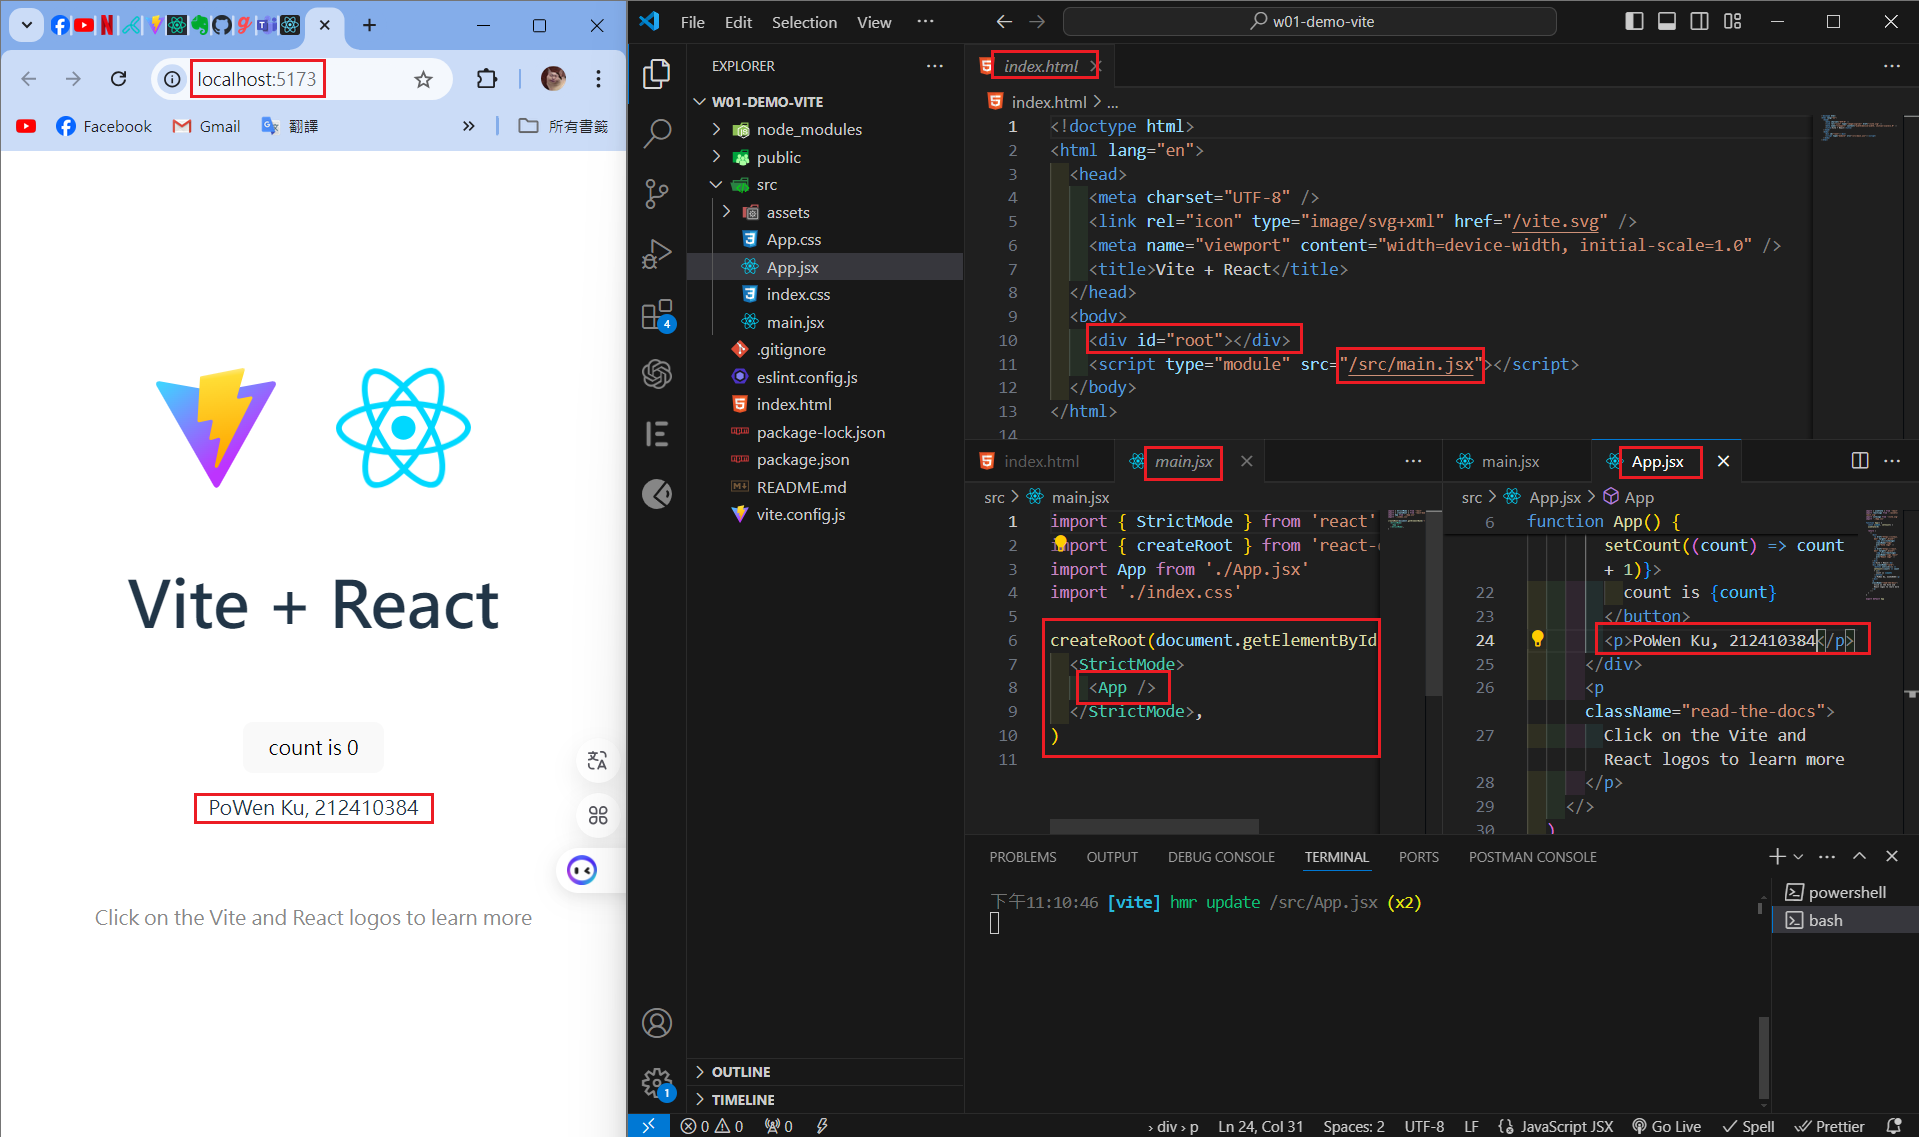 localhost:5173
Facebook
Gmail
翻譯
所有書籤
Vite + React
count is 0
PoWen Ku, 212410384
Click on the Vite and React logos to learn more
File
Edit
Selection
View
w01-demo-vite
EXPLORER
W01-DEMO-VITE
node_modules
public
src
assets
App.css
App.jsx
index.css
main.jsx
.gitignore
eslint.config.js
index.html
package-lock.json
package.json
README.md
vite.config.js
OUTLINE
TIMELINE
4
1
index.html
index.html > ...
1 <!doctype html>
2 <html lang="en">
3 <head>
4 <meta charset="UTF-8" />
5 <link rel="icon" type="image/svg+xml" href="/vite.svg" />
6 <meta name="viewport" content="width=device-width, initial-scale=1.0" />
7 <title>Vite + React</title>
8 </head>
9 <body>
10 <div id="root"></div>
11 <script type="module" src="/src/main.jsx"></script>
12 </body>
13 </html>
14
index.html
main.jsx
src > main.jsx
1 import { StrictMode } from 'react'
2 import { createRoot } from 'react-
3 import App from './App.jsx'
4 import './index.css'
5
6 createRoot(document.getElementById
7 <StrictMode>
8 <App />
9 </StrictMode>,
10 )
11
main.jsx
App.jsx
src > App.jsx > App
6 function App() {
setCount((count) => count
+ 1)}>
22 count is {count}
23 </button>
24 <p>PoWen Ku, 212410384</p>
25 </div>
26 <p
className="read-the-docs">
27 Click on the Vite and
React logos to learn more
28 </p>
29 </>
30 )
PROBLEMS
OUTPUT
DEBUG CONSOLE
TERMINAL
PORTS
POSTMAN CONSOLE
下午11:10:46 [vite] hmr update /src/App.jsx (x2)
powershell
bash
0 0
0
› div › p
Ln 24, Col 31
Spaces: 2
UTF-8
LF
JavaScript JSX
Go Live
Spell
Prettier